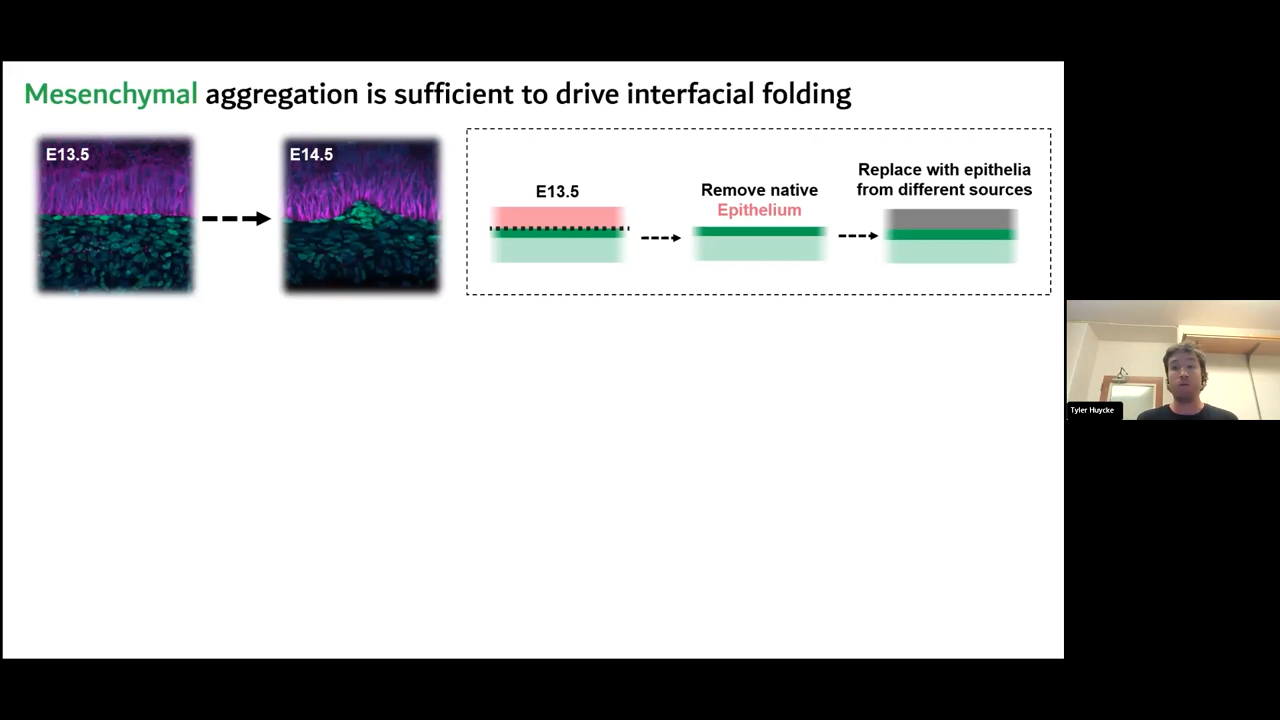 Mesenchymal aggregation is sufficient to drive interfacial folding
E13.5
E14.5
E13.5
Remove native
Epithelium
Replace with epithelia
from different sources
Tyler Huycke